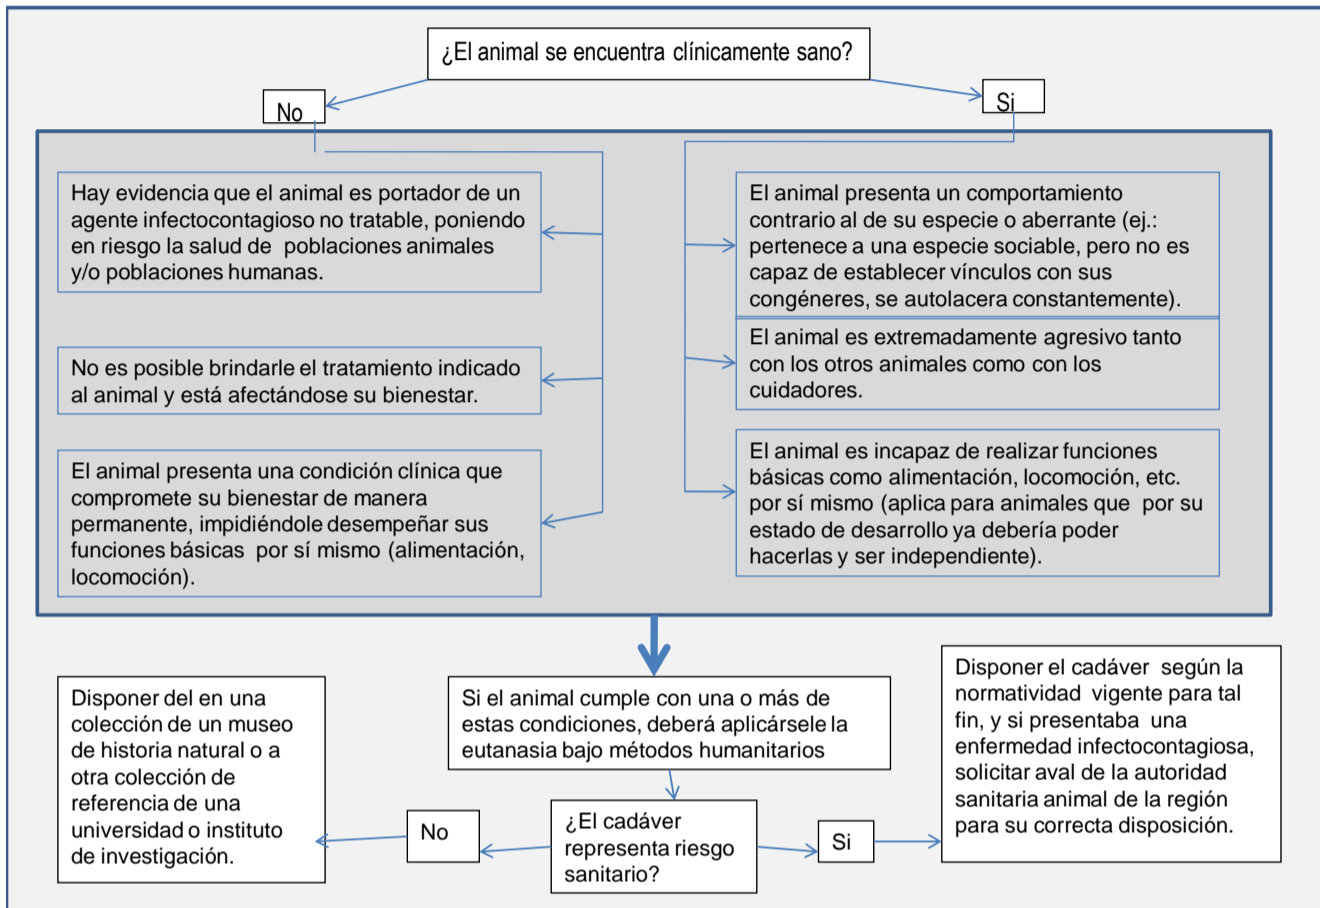 ¿El animal se encuentra clínicamente sano?
No
Si
Hay evidencia que el animal es portador de un
agente infectocontagioso no tratable, poniendo
en riesgo la salud de poblaciones animales
y/o poblaciones humanas.
No es posible brindarle el tratamiento indicado
al animal y está afectándose su bienestar.
El animal presenta una condición clínica que
compromete su bienestar de manera
permanente, impidiéndole desempeñar sus
funciones básicas por sí mismo (alimentación,
locomoción).
El animal presenta un comportamiento
contrario al de su especie o aberrante (ej.:
pertenece a una especie sociable, pero no es
capaz de establecer vínculos con sus
congéneres, se autolacera constantemente).
El animal es extremadamente agresivo tanto
con los otros animales como con los
cuidadores.
El animal es incapaz de realizar funciones
básicas como alimentación, locomoción, etc.
por sí mismo (aplica para animales que por su
estado de desarrollo ya debería poder
hacerlas y ser independiente).
Si el animal cumple con una o más de
estas condiciones, deberá aplicársele la
eutanasia bajo métodos humanitarios
¿El cadáver
representa riesgo
sanitario?
No
Si
Disponer del en una
colección de un museo
de historia natural o a
otra colección de
referencia de una
universidad o instituto
de investigación.
Disponer el cadáver según la
normatividad vigente para tal
fin, y si presentaba una
enfermedad infectocontagiosa,
solicitar aval de la autoridad
sanitaria animal de la región
para su correcta disposición.